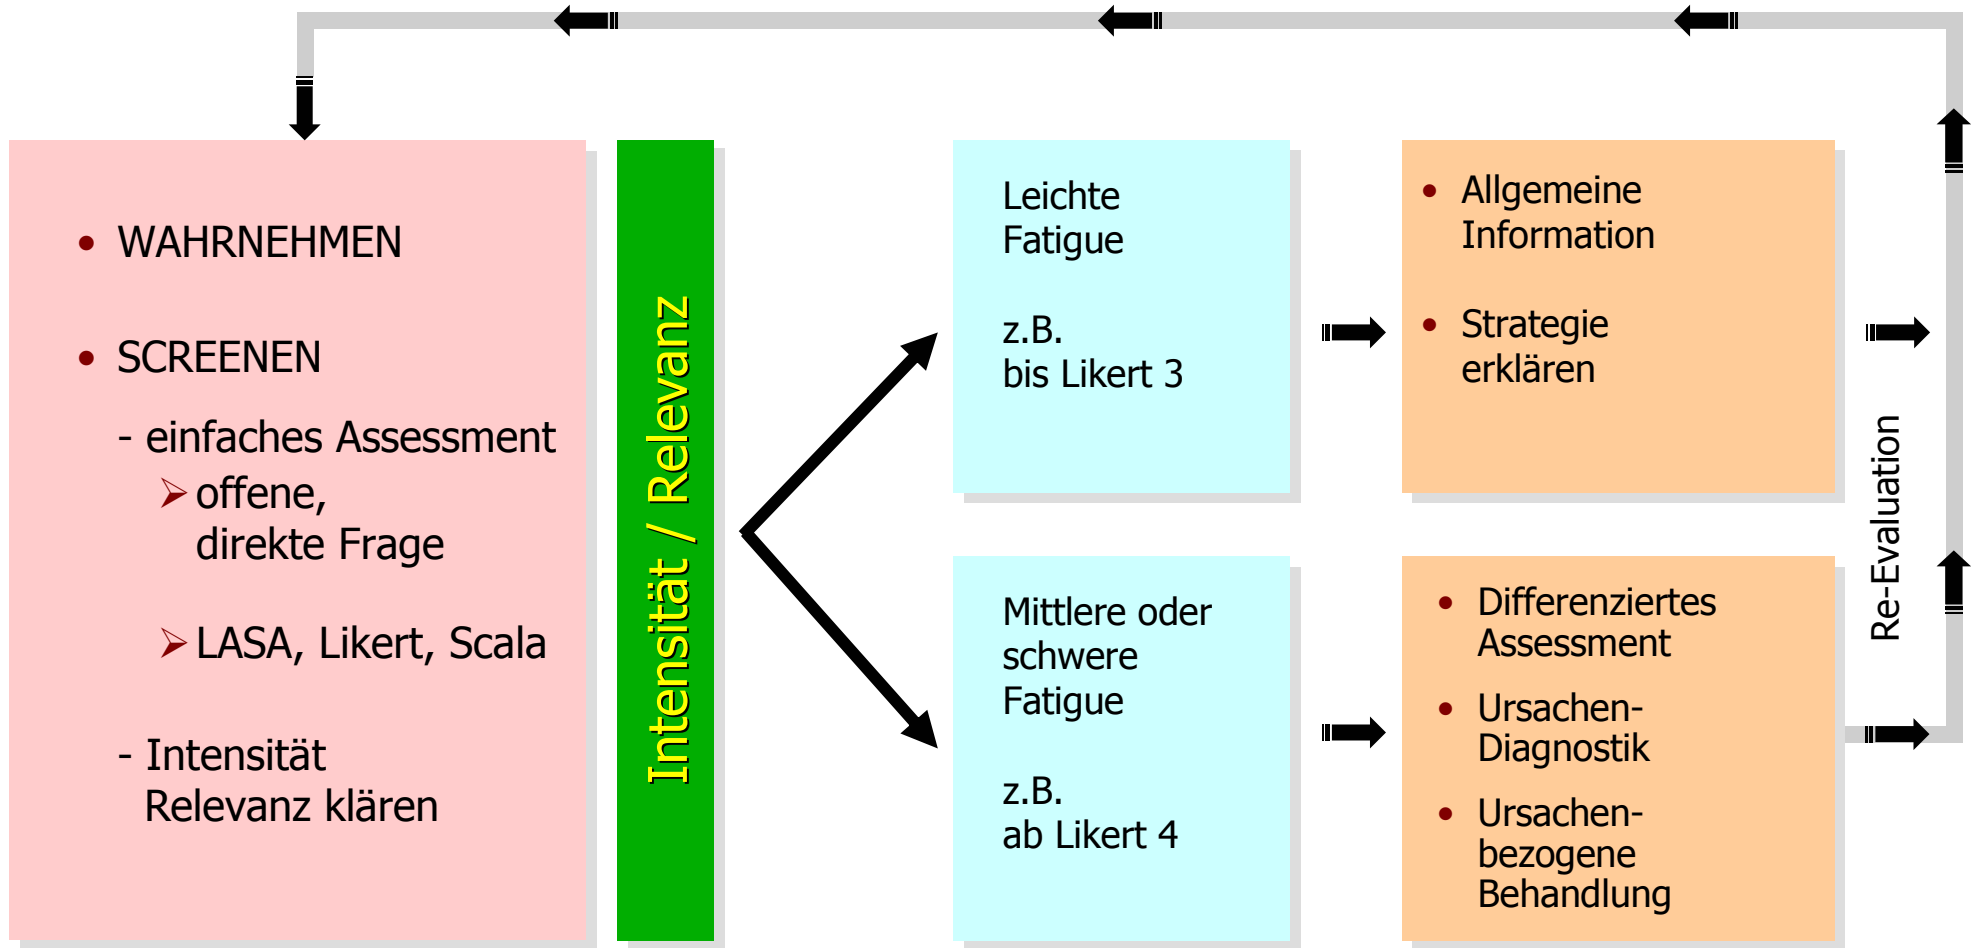 • WAHRNEHMEN
• SCREENEN
- einfaches Assessment
➢ offene,
direkte Frage
➢ LASA, Likert, Scala
- Intensität
Relevanz klären
Intensität / Relevanz
Leichte
Fatigue
z.B.
bis Likert 3
• Allgemeine
Information
• Strategie
erklären
Mittlere oder
schwere
Fatigue
z.B.
ab Likert 4
• Differenziertes
Assessment
• Ursachen-
Diagnostik
• Ursachen-
bezogene
Behandlung
Re-Evaluation